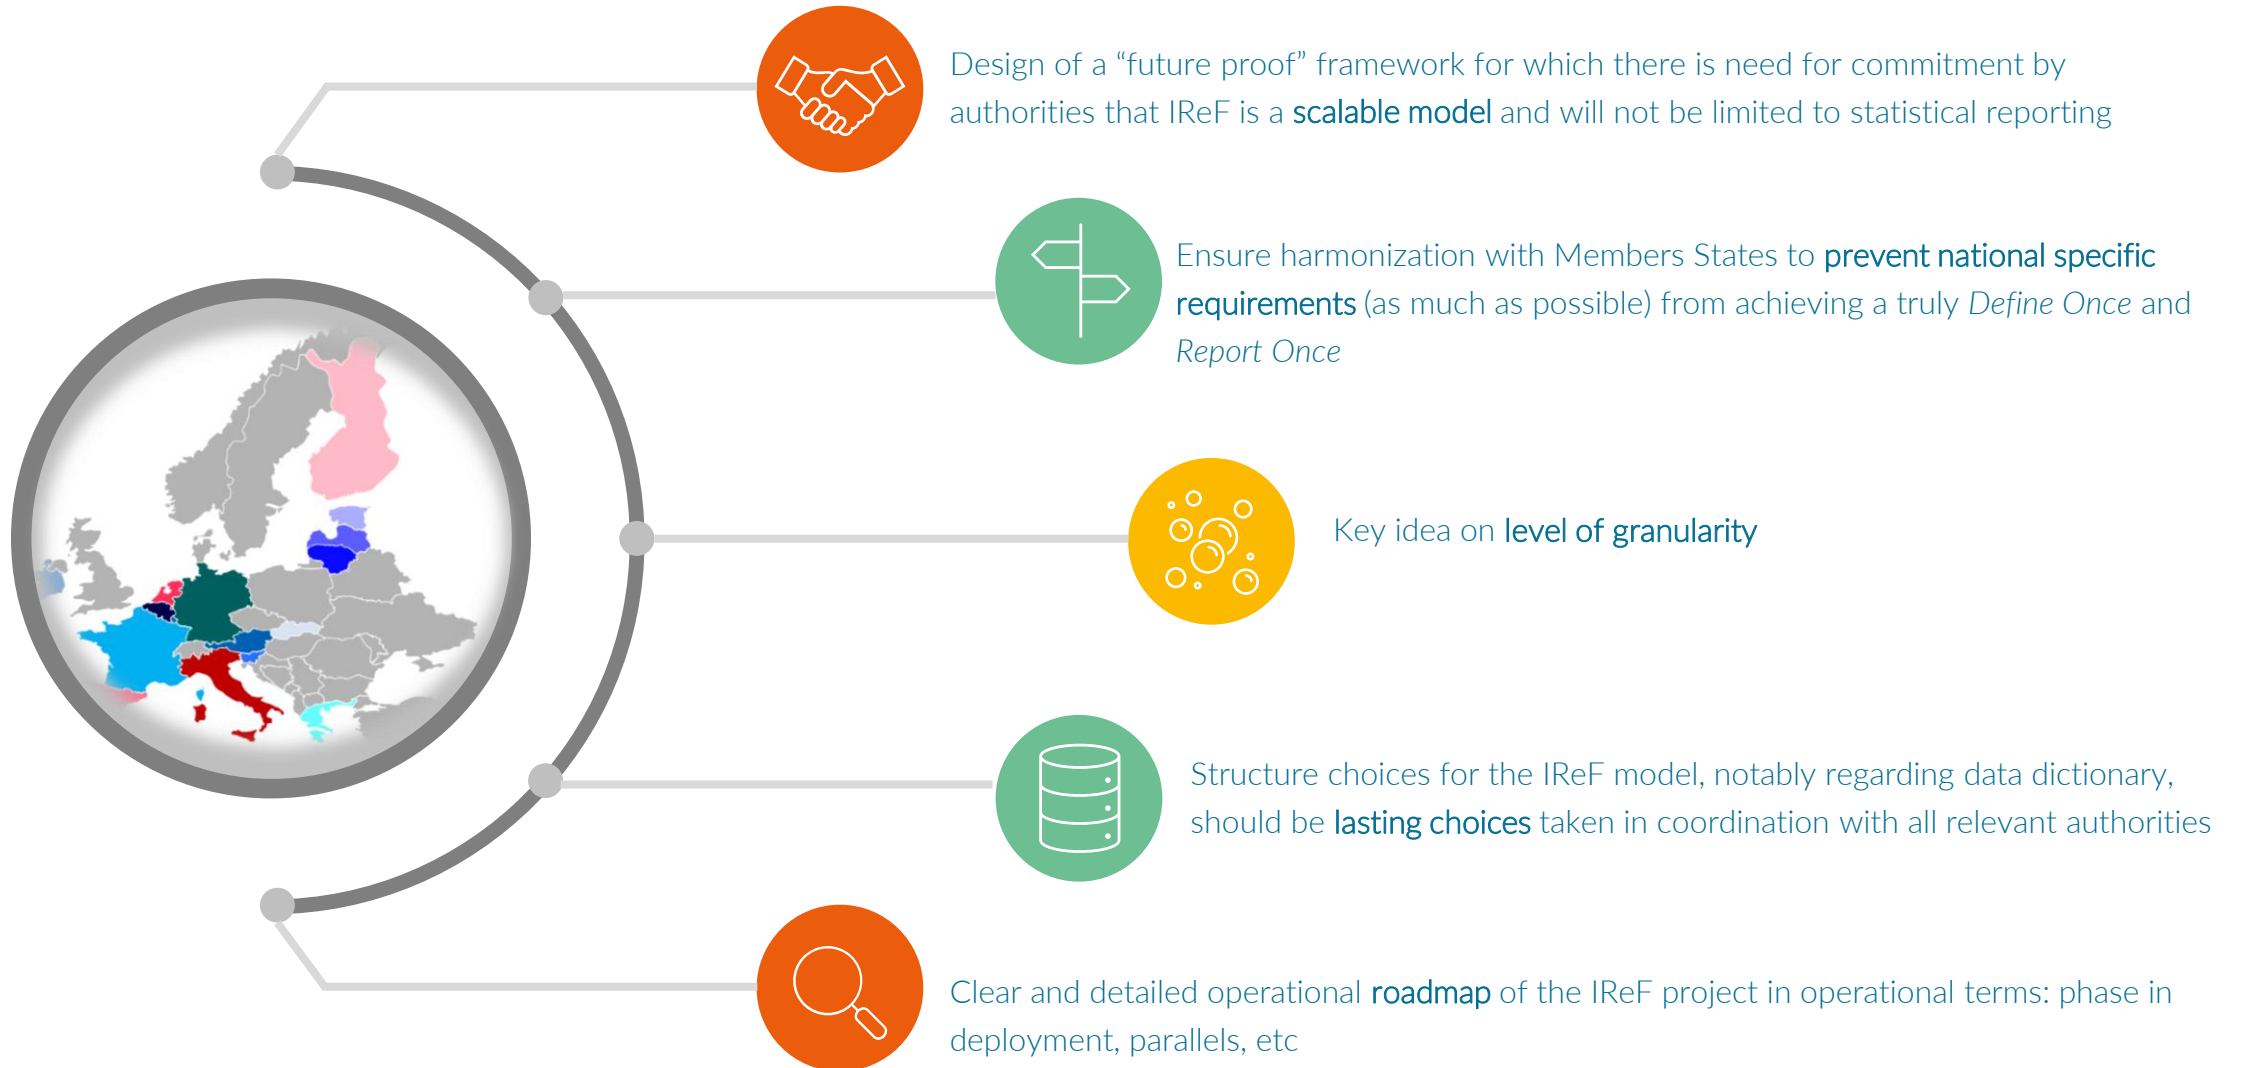 Design of a “future proof” framework for which there is need for commitment by
authorities that IReF is a scalable model and will not be limited to statistical reporting
Ensure harmonization with Members States to prevent national specific
requirements (as much as possible) from achieving a truly Define Once and
Report Once
Key idea on level of granularity
Structure choices for the IReF model, notably regarding data dictionary,
should be lasting choices taken in coordination with all relevant authorities
Clear and detailed operational roadmap of the IReF project in operational terms: phase in
deployment, parallels, etc